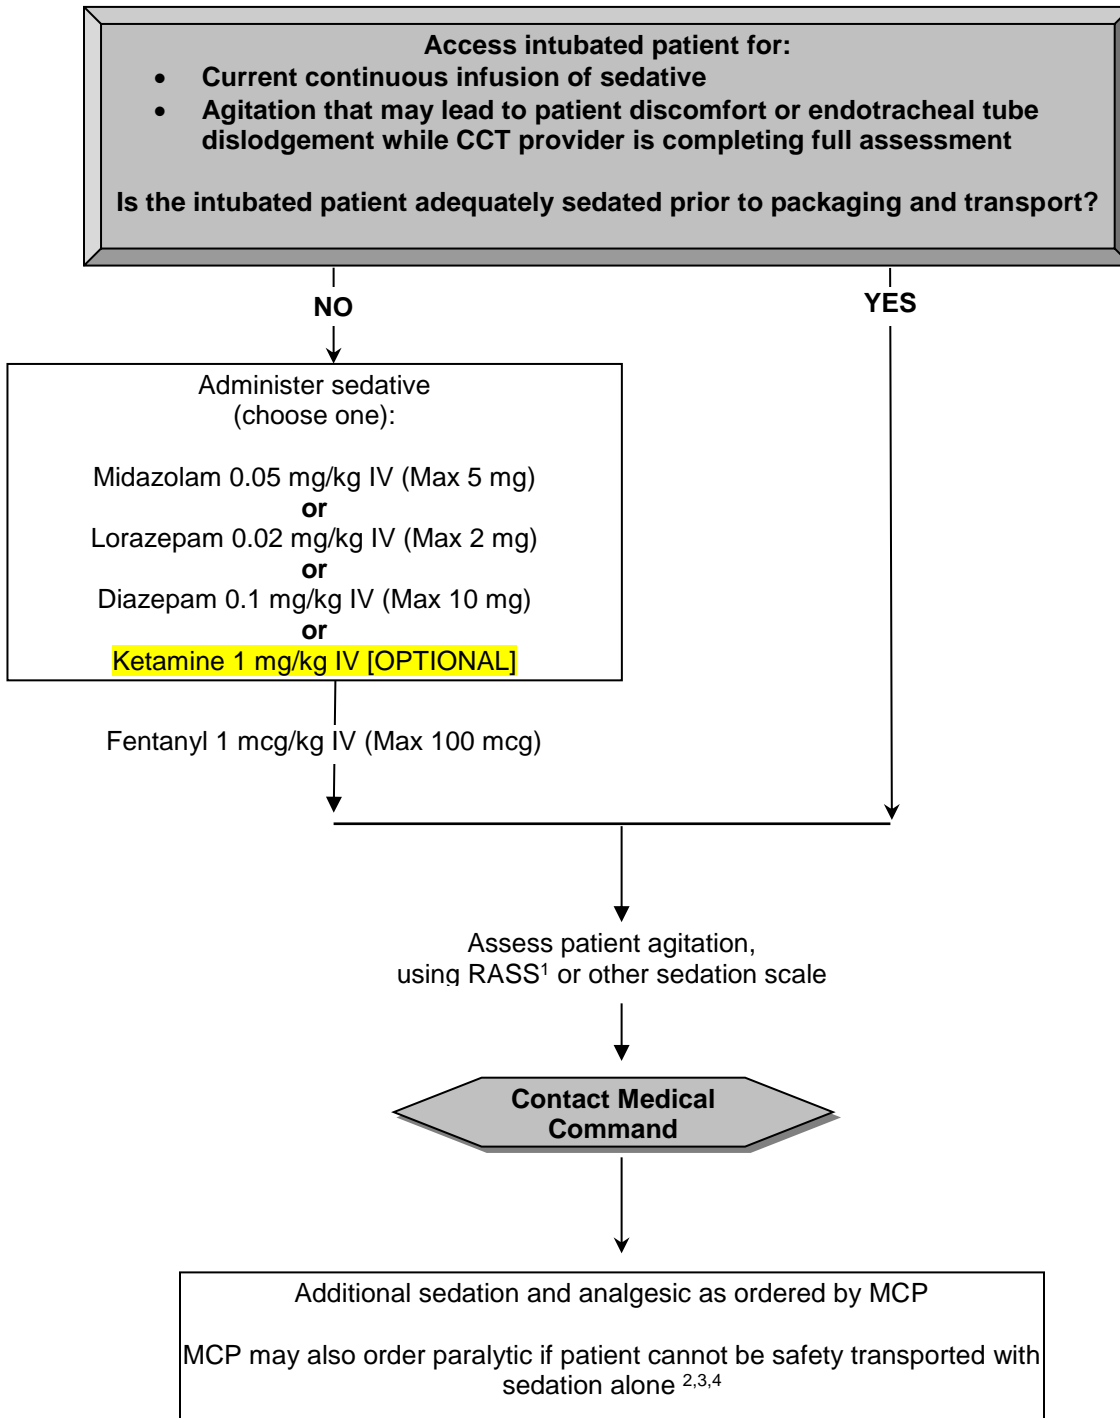 Access intubated patient for:
• Current continuous infusion of sedative
• Agitation that may lead to patient discomfort or endotracheal tube
dislodgement while CCT provider is completing full assessment
Is the intubated patient adequately sedated prior to packaging and transport?
NO
YES
Administer sedative
(choose one):
Midazolam 0.05 mg/kg IV (Max 5 mg)
or
Lorazepam 0.02 mg/kg IV (Max 2 mg)
or
Diazepam 0.1 mg/kg IV (Max 10 mg)
or
Ketamine 1 mg/kg IV [OPTIONAL]
Fentanyl 1 mcg/kg IV (Max 100 mcg)
Assess patient agitation,
using RASS¹ or other sedation scale
Contact Medical
Command
Additional sedation and analgesic as ordered by MCP
MCP may also order paralytic if patient cannot be safety transported with
sedation alone ²,³,⁴